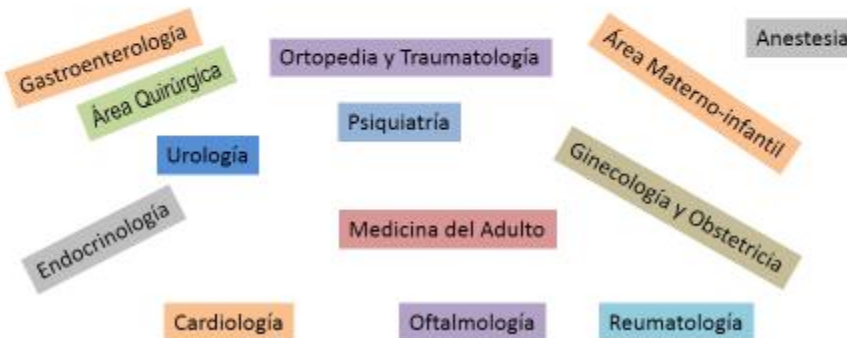 Gastroenterología
Área Quirúrgica
Ortopedia y Traumatología
Área Materno-infantil
Anestesia
Psiquiatría
Urología
Ginecología y Obstetricia
Endocrinología
Medicina del Adulto
Cardiología
Oftalmología
Reumatología